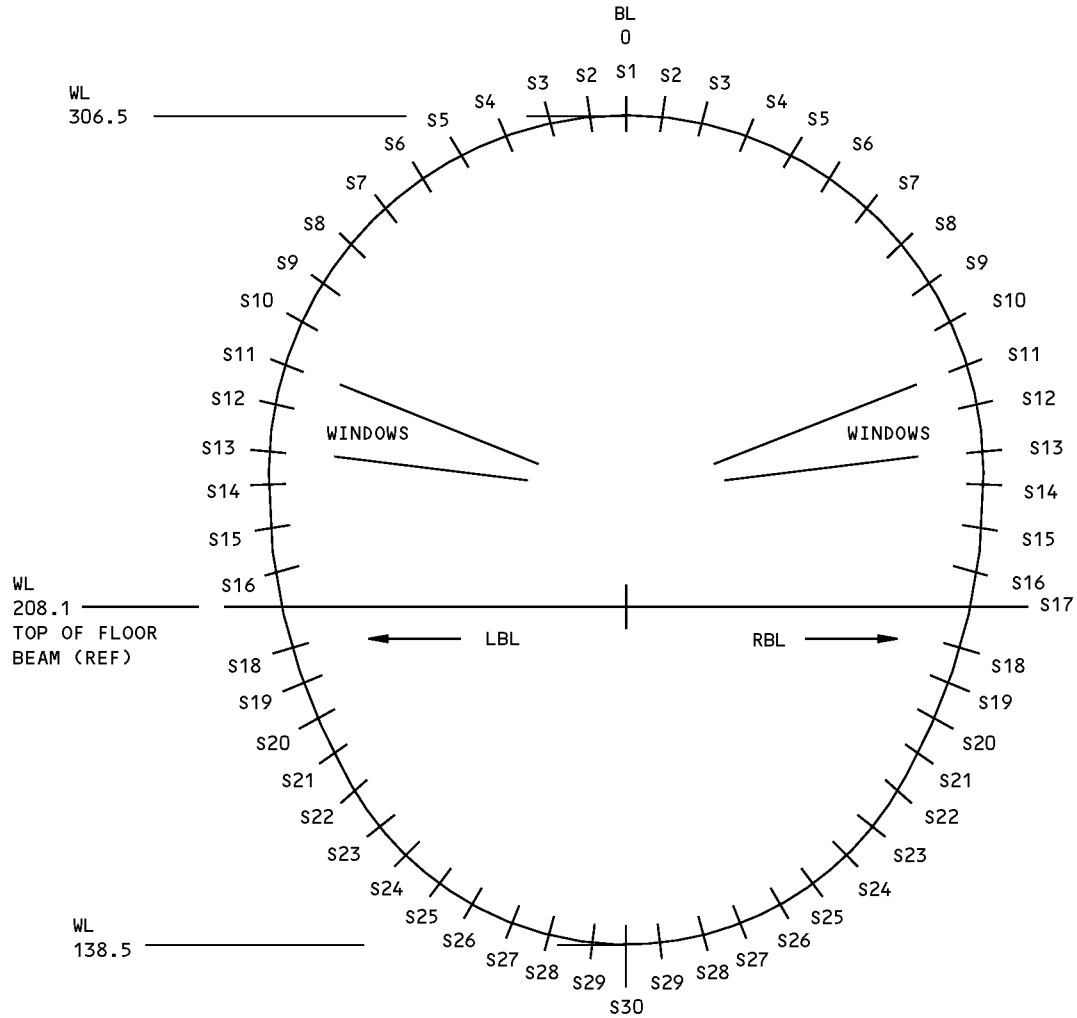 BL
0
S1
S2
S2
S3
S3
WL
306.5
S4
S4
S5
S5
S6
S6
S7
S7
S8
S8
S9
S9
S10
S10
S11
S11
S12
S12
WINDOWS
WINDOWS
S13
S13
S14
S14
S15
S15
S16
S16
WL
208.1
TOP OF FLOOR
BEAM (REF)
S17
LBL
RBL
S18
S18
S19
S19
S20
S20
S21
S21
S22
S22
S23
S23
S24
S24
S25
S25
WL
138.5
S26
S26
S27
S27
S28
S28
S29
S29
S30